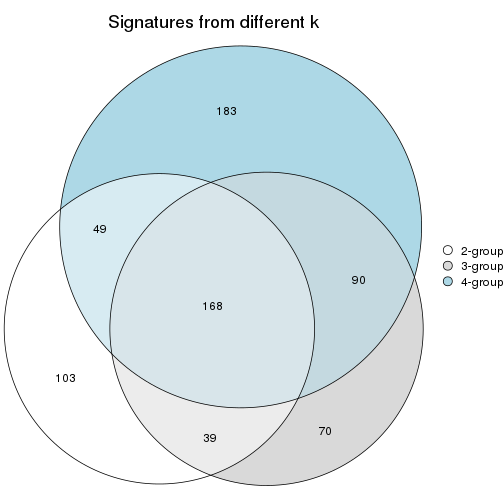 Signatures from different k
183
49
2-group
3-group
4-group
90
168
103
39
70